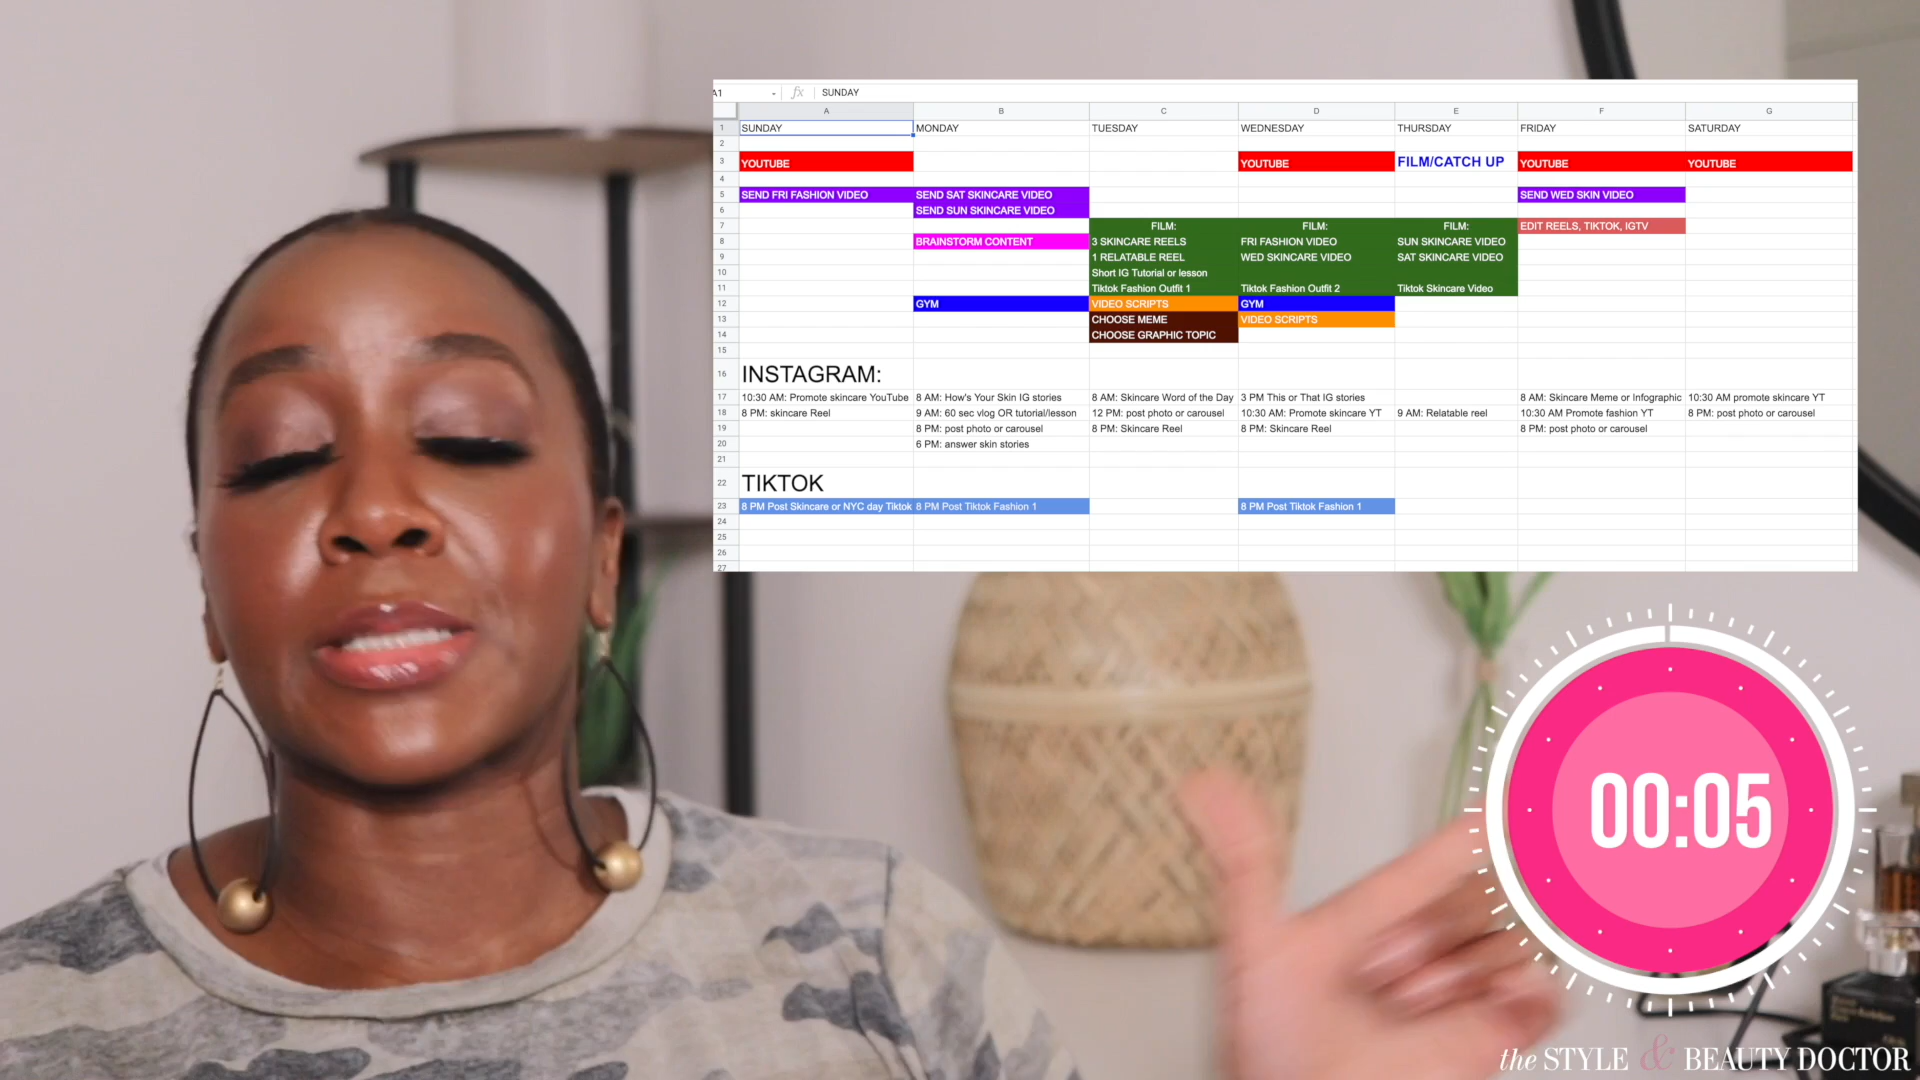 A1 fx SUNDAY
A B C D E F G
1 SUNDAY MONDAY TUESDAY WEDNESDAY THURSDAY FRIDAY SATURDAY
2
3 YOUTUBE YOUTUBE FILM/CATCH UP YOUTUBE YOUTUBE
4
5 SEND FRI FASHION VIDEO SEND SAT SKINCARE VIDEO SEND WED SKIN VIDEO
6 SEND SUN SKINCARE VIDEO
7 FILM: FILM: FILM: EDIT REELS, TIKTOK, IGTV
8 BRAINSTORM CONTENT 3 SKINCARE REELS FRI FASHION VIDEO SUN SKINCARE VIDEO
9 1 RELATABLE REEL WED SKINCARE VIDEO SAT SKINCARE VIDEO
10 Short IG Tutorial or lesson
11 Tiktok Fashion Outfit 1 Tiktok Fashion Outfit 2 Tiktok Skincare Video
12 GYM VIDEO SCRIPTS GYM
13 CHOOSE MEME VIDEO SCRIPTS
14 CHOOSE GRAPHIC TOPIC
15
16 INSTAGRAM:
17 10:30 AM: Promote skincare YouTube 8 AM: How's Your Skin IG stories 8 AM: Skincare Word of the Day 3 PM This or That IG stories 8 AM: Skincare Meme or Infographic 10:30 AM promote skincare YT
18 8 PM: skincare Reel 9 AM: 60 sec vlog OR tutorial/lesson 12 PM: post photo or carousel 10:30 AM: Promote skincare YT 9 AM: Relatable reel 10:30 AM Promote fashion YT 8 PM: post photo or carousel
19 8 PM: post photo or carousel 8 PM: Skincare Reel 8 PM: Skincare Reel 8 PM: post photo or carousel
20 6 PM: answer skin stories
21
22 TIKTOK
23 8 PM Post Skincare or NYC day Tiktok 8 PM Post Tiktok Fashion 1 8 PM Post Tiktok Fashion 1
24
25
26
27
00:05
the STYLE & BEAUTY DOCTOR